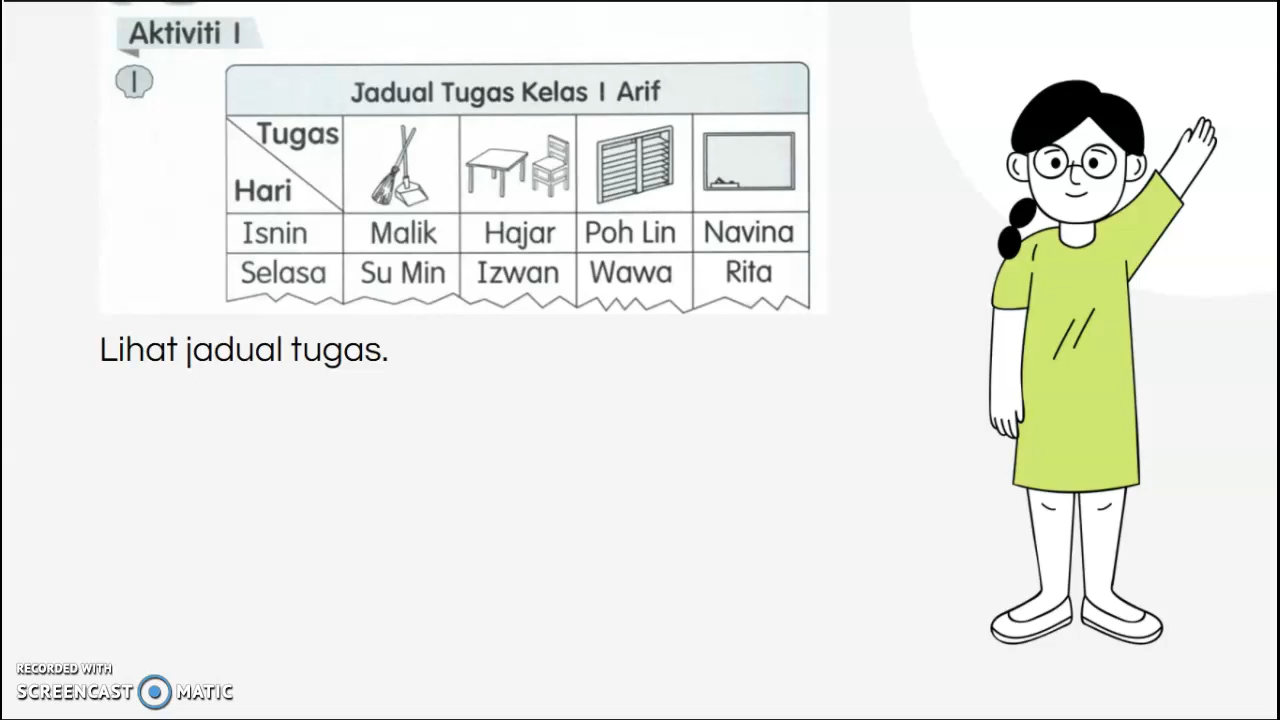 Aktiviti 1
1
Jadual Tugas Kelas 1 Arif
Tugas
Hari
Isnin Malik Hajar Poh Lin Navina
Selasa Su Min Izwan Wawa Rita
Lihat jadual tugas.
RECORDED WITH
SCREENCAST MATIC